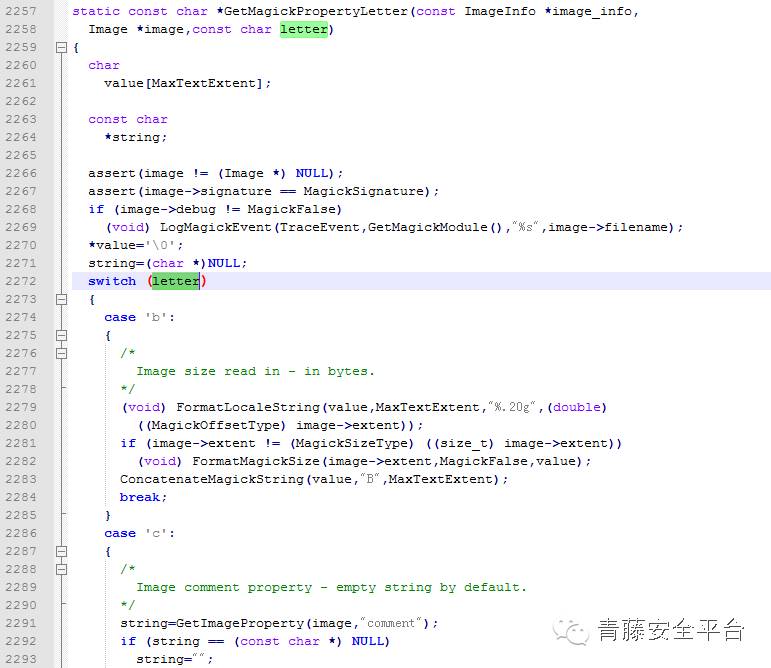 2257 static const char *GetMagickPropertyLetter(const ImageInfo *image_info,
2258   Image *image,const char letter)
2259 {
2260   char
2261     value[MaxTextExtent];
2262
2263   const char
2264     *string;
2265
2266   assert(image != (Image *) NULL);
2267   assert(image->signature == MagickSignature);
2268   if (image->debug != MagickFalse)
2269     (void) LogMagickEvent(TraceEvent,GetMagickModule(),"%s",image->filename);
2270   *value='\0';
2271   string=(char *)NULL;
2272   switch (letter)
2273   {
2274     case 'b':
2275     {
2276       /*
2277         Image size read in - in bytes.
2278       */
2279       (void) FormatLocaleString(value,MaxTextExtent,"%.20g",(double)
2280         ((MagickOffsetType) image->extent));
2281       if (image->extent != (MagickSizeType) ((size_t) image->extent))
2282         (void) FormatMagickSize(image->extent,MagickFalse,value);
2283       ConcatenateMagickString(value,"B",MaxTextExtent);
2284       break;
2285     }
2286     case 'c':
2287     {
2288       /*
2289         Image comment property - empty string by default.
2290       */
2291       string=GetImageProperty(image,"comment");
2292       if (string == (const char *) NULL)
2293         string="";
青藤安全平台